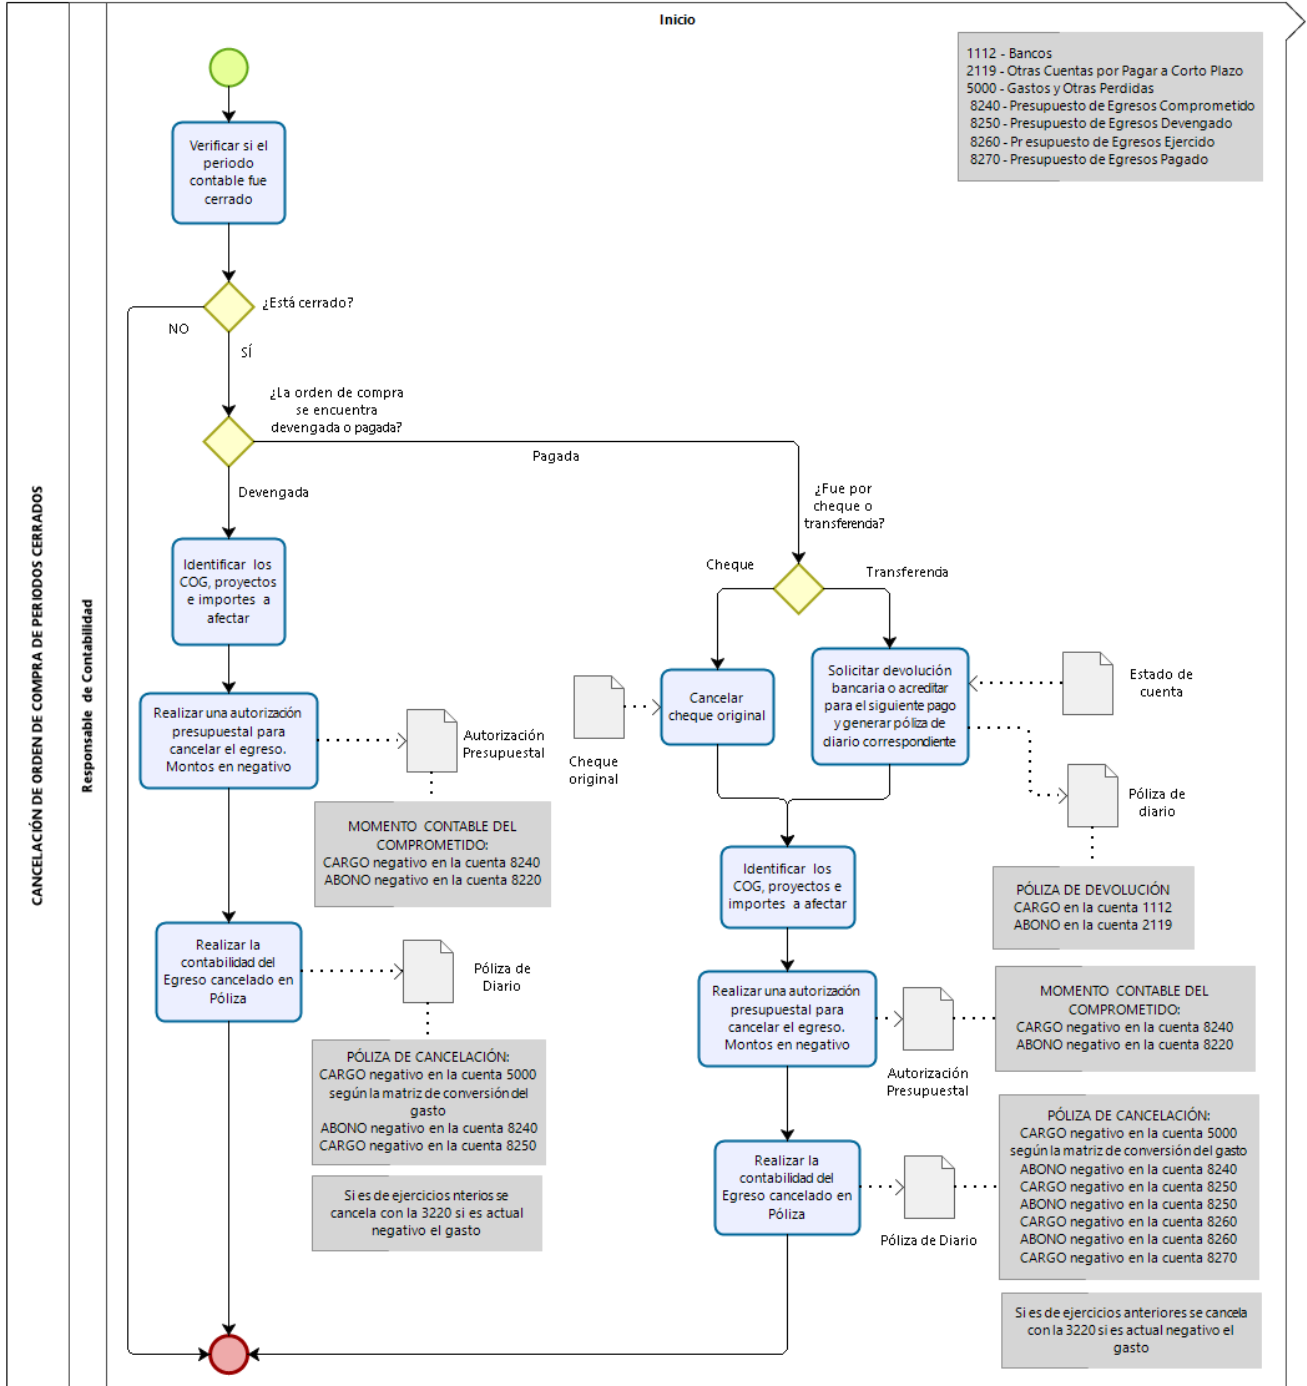 Inicio
CANCELACIÓN DE ORDEN DE COMPRA DE PERIODOS CERRADOS
Responsable de Contabilidad
1112 - Bancos
2119 - Otras Cuentas por Pagar a Corto Plazo
5000 - Gastos y Otras Perdidas
8240 - Presupuesto de Egresos Comprometido
8250 - Presupuesto de Egresos Devengado
8260 - Presupuesto de Egresos Ejercido
8270 - Presupuesto de Egresos Pagado
Verificar si el
periodo
contable fue
cerrado
¿Está cerrado?
NO
SÍ
¿La orden de compra
se encuentra
devengada o pagada?
Pagada
Devengada
¿Fue por
cheque o
transferencia?
Cheque
Transferencia
Identificar los
COG, proyectos
e importes a
afectar
Realizar una autorización
presupuestal para
cancelar el egreso.
Montos en negativo
Autorización
Presupuestal
MOMENTO CONTABLE DEL
COMPROMETIDO:
CARGO negativo en la cuenta 8240
ABONO negativo en la cuenta 8220
Realizar la
contabilidad del
Egreso cancelado en
Póliza
Póliza de
Diario
PÓLIZA DE CANCELACIÓN:
CARGO negativo en la cuenta 5000
según la matriz de conversión del
gasto
ABONO negativo en la cuenta 8240
CARGO negativo en la cuenta 8250
Si es de ejercicios nterios se
cancela con la 3220 si es actual
negativo el gasto
Cheque
original
Cancelar
cheque original
Solicitar devolución
bancaria o acreditar
para el siguiente pago
y generar póliza de
diario correspondiente
Estado de
cuenta
Póliza de
diario
PÓLIZA DE DEVOLUCIÓN
CARGO en la cuenta 1112
ABONO en la cuenta 2119
Identificar los
COG, proyectos e
importes a afectar
Realizar una autorización
presupuestal para
cancelar el egreso.
Montos en negativo
Autorización
Presupuestal
MOMENTO CONTABLE DEL
COMPROMETIDO:
CARGO negativo en la cuenta 8240
ABONO negativo en la cuenta 8220
Realizar la
contabilidad del
Egreso cancelado en
Póliza
Póliza de Diario
PÓLIZA DE CANCELACIÓN:
CARGO negativo en la cuenta 5000
según la matriz de conversión del gasto
ABONO negativo en la cuenta 8240
CARGO negativo en la cuenta 8250
ABONO negativo en la cuenta 8250
CARGO negativo en la cuenta 8260
ABONO negativo en la cuenta 8260
CARGO negativo en la cuenta 8270
Si es de ejercicios anteriores se cancela
con la 3220 si es actual negativo el
gasto